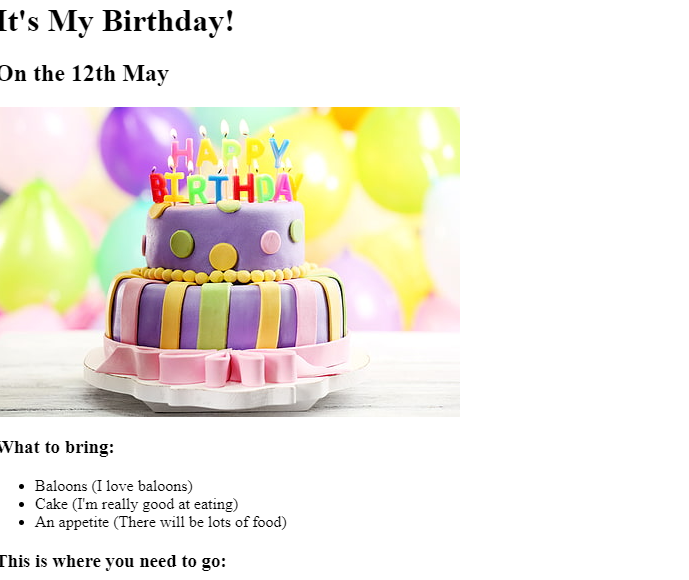 It's My Birthday!
On the 12th May
HAPPY
BIRTHDAY
What to bring:
Baloons (I love baloons)
Cake (I'm really good at eating)
An appetite (There will be lots of food)
This is where you need to go: